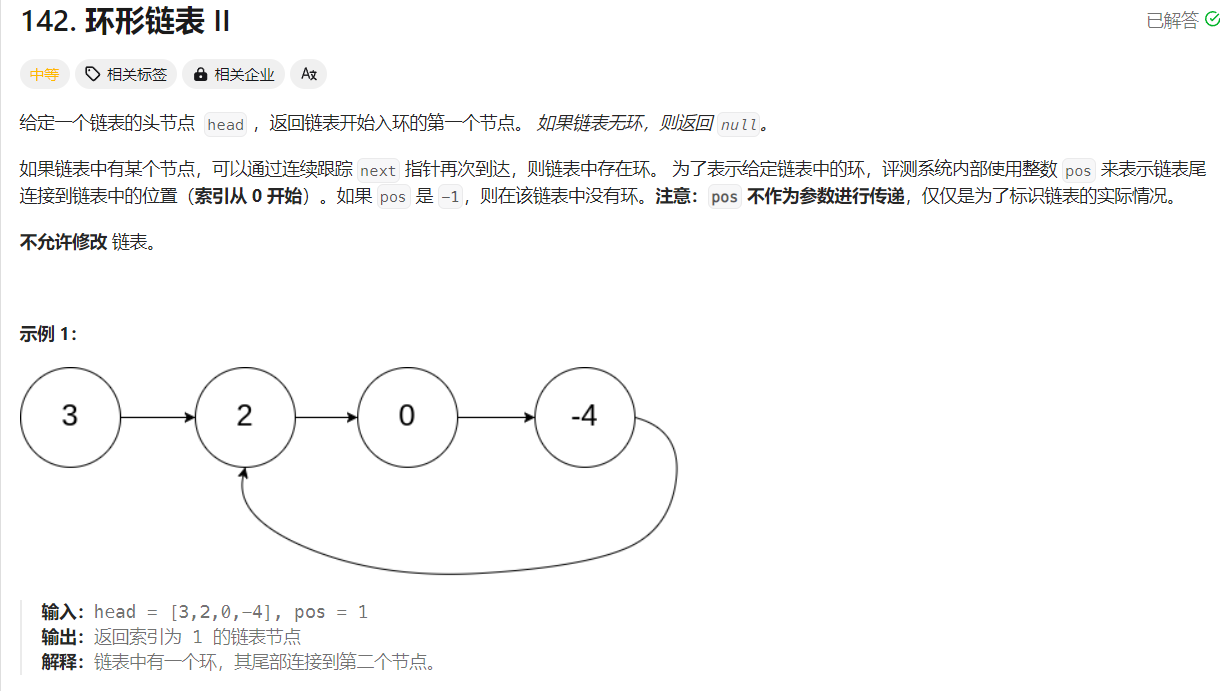 142. 环形链表 II
已解答
中等 相关标签 相关企业 Aあ
给定一个链表的头节点 head ，返回链表开始入环的第一个节点。 如果链表无环，则返回 null。
如果链表中有某个节点，可以通过连续跟踪 next 指针再次到达，则链表中存在环。 为了表示给定链表中的环，评测系统内部使用整数 pos 来表示链表尾
连接到链表中的位置（索引从 0 开始）。如果 pos 是 -1，则在该链表中没有环。注意：pos 不作为参数进行传递，仅仅是为了标识链表的实际情况。
不允许修改 链表。
示例 1：
3 2 0 -4
输入：head = [3,2,0,-4], pos = 1
输出：返回索引为 1 的链表节点
解释：链表中有一个环，其尾部连接到第二个节点。